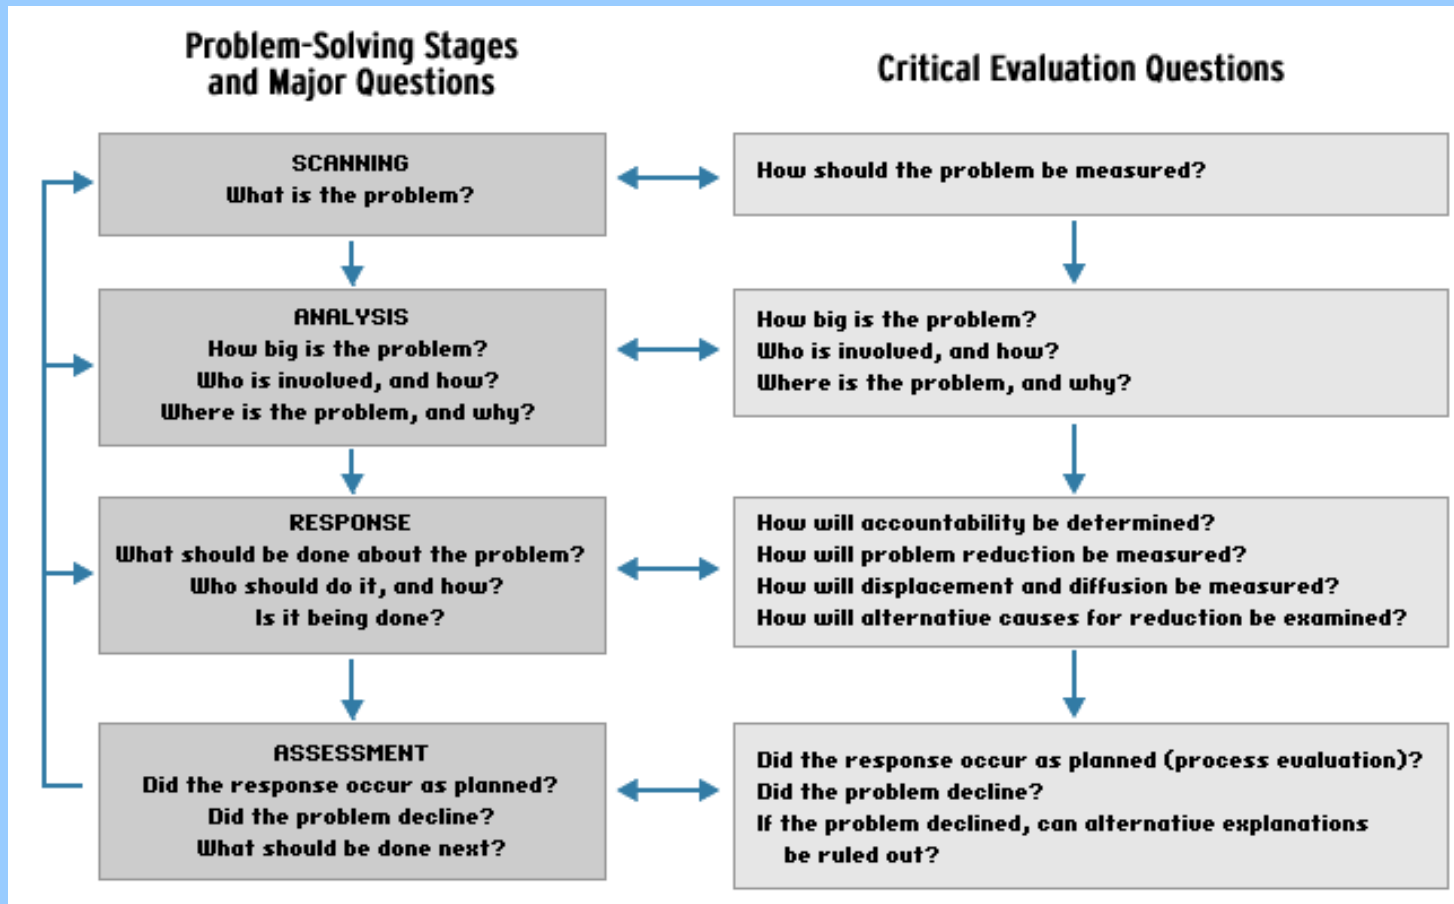 Problem-Solving Stages
and Major Questions
Critical Evaluation Questions
SCANNING
What is the problem?
How should the problem be measured?
ANALYSIS
How big is the problem?
Who is involved, and how?
Where is the problem, and why?
How big is the problem?
Who is involved, and how?
Where is the problem, and why?
RESPONSE
What should be done about the problem?
Who should do it, and how?
Is it being done?
How will accountability be determined?
How will problem reduction be measured?
How will displacement and diffusion be measured?
How will alternative causes for reduction be examined?
ASSESSMENT
Did the response occur as planned?
Did the problem decline?
What should be done next?
Did the response occur as planned (process evaluation)?
Did the problem decline?
If the problem declined, can alternative explanations
be ruled out?